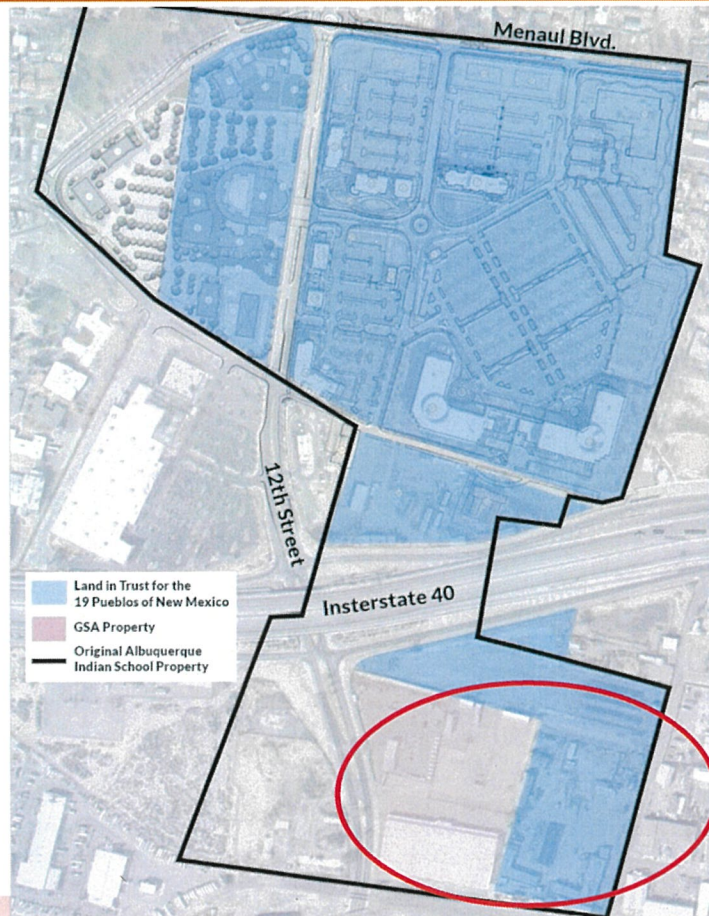 Menaul Blvd.
12th Street
Insterstate 40
Land in Trust for the
19 Pueblos of New Mexico
GSA Property
Original Albuquerque
Indian School Property